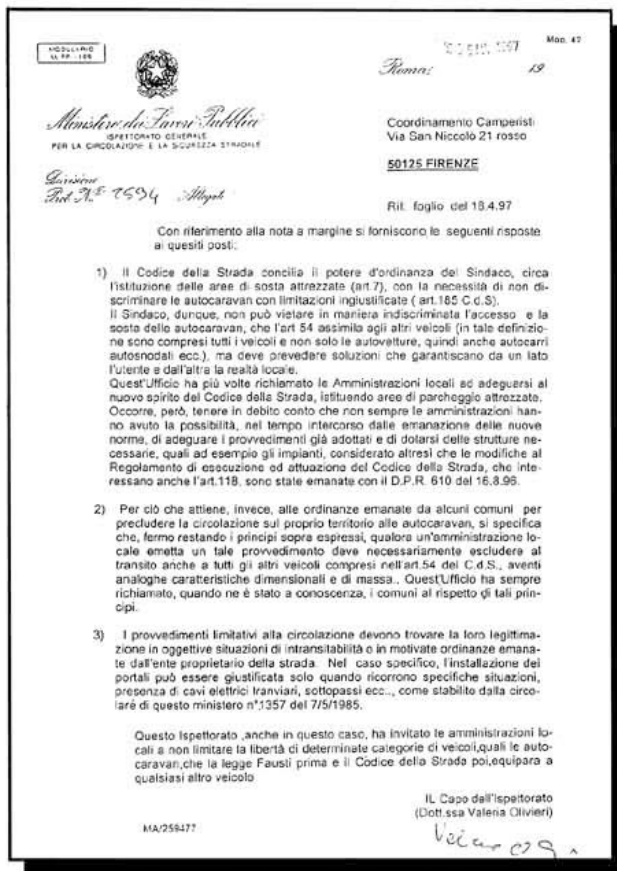 Mod. 42
MODULARIO
LL. PP. - 106
1997
Roma, 19
Ministero dei Lavori Pubblici
ISPETTORATO GENERALE
PER LA CIRCOLAZIONE E LA SICUREZZA STRADALE
Coordinamento Camperisti
Via San Niccolò 21 rosso
50125 FIRENZE
Divisione
Prot. N.º 2594 Allegati
Rif. foglio del 18.4.97
Con riferimento alla nota a margine si forniscono le seguenti risposte
ai quesiti posti:
1) Il Codice della Strada concilia il potere d'ordinanza del Sindaco, circa
l'istituzione delle aree di sosta attrezzate (art.7), con la necessità di non di-
scriminare le autocaravan con limitazioni ingiustificate ( art.185 C.d.S).
Il Sindaco, dunque, non può vietare in maniera indiscriminata l'accesso e la
sosta delle autocaravan, che l'art 54 assimila agli altri veicoli (in tale definizio-
ne sono compresi tutti i veicoli e non solo le autovetture, quindi anche autocarri
autosnodati ecc.), ma deve prevedere soluzioni che garantiscano da un lato
l'utente e dall'altra la realtà locale.
Quest'Ufficio ha più volte richiamato le Amministrazioni locali ad adeguarsi al
nuovo spirito del Codice della Strada, istituendo aree di parcheggio attrezzate.
Occorre, però, tenere in debito conto che non sempre le amministrazioni han-
no avuto la possibilità, nel tempo intercorso dalle emanazione delle nuove
norme, di adeguare i provvedimenti già adottati e di dotarsi delle strutture ne-
cessarie, quali ad esempio gli impianti, considerato altresì che le modifiche al
Regolamento di esecuzione ed attuazione del Codice della Strada, che inte-
ressano anche l'art.118, sono state emanate con il D.P.R. 610 del 16.9.96.
2) Per ciò che attiene, invece, alle ordinanze emanate da alcuni comuni per
precludere la circolazione sul proprio territorio alle autocaravan, si specifica
che, fermo restando i principi sopra espressi, qualora un'amministrazione lo-
cale emetta un tale provvedimento deve necessariamente escludere al
transito anche a tutti gli altri veicoli compresi nell'art.54 del C.d.S., aventi
analoghe caratteristiche dimensionali e di massa.. Quest'Ufficio ha sempre
richiamato, quando ne è stato a conoscenza, i comuni al rispetto di tali prin-
cipi.
3) I provvedimenti limitativi alla circolazione devono trovare la loro legittima-
zione in oggettive situazioni di intransitabilità o in motivate ordinanze emana-
te dall'ente proprietario della strada. Nel caso specifico, l'installazione dei
portali può essere giustificata solo quando ricorrono specifiche situazioni,
presenza di cavi elettrici tranviari, sottopassi ecc.., come stabilito dalla circo-
lare di questo ministero n°,1357 del 7/5/1985.
Questo Ispettorato ,anche in questo caso, ha invitato le amministrazioni lo-
cali a non limitare la libertà di determinate categorie di veicoli,quali le auto-
caravan,che la legge Fausti prima e il Codice della Strada poi,equipara a
qualsiasi altro veicolo
IL Capo dell'Ispettorato
(Dott.ssa Valeria Olivieri)
MA/259477